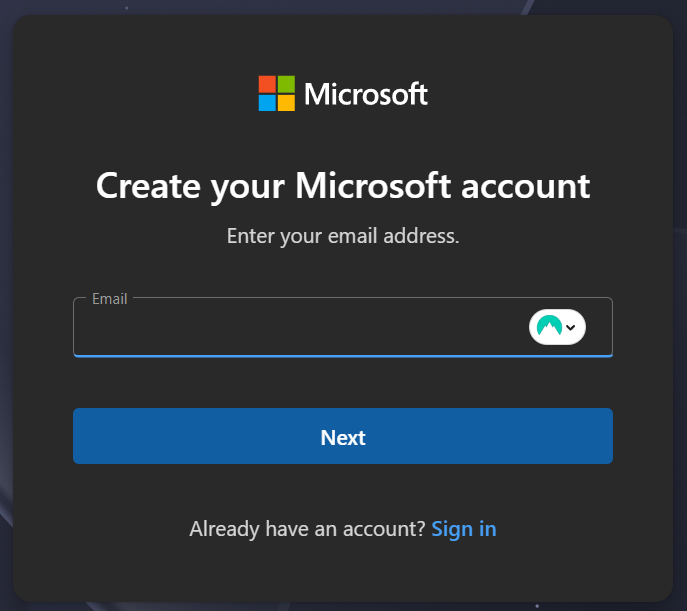 Microsoft
Create your Microsoft account
Enter your email address.
Email
Next
Already have an account? Sign in